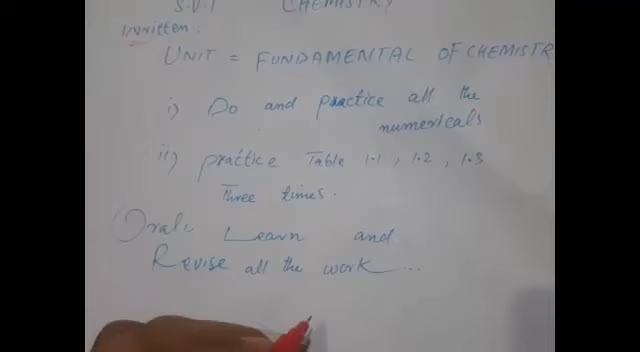 S.V.T CHEMISTRY
Written:
UNIT = FUNDAMENTAL OF CHEMISTR
i) Do and practice all the
numericals
ii) practice Table 1.1, 1.2, 1.3
Three times.
Oral: Learn and
Revise all the work...